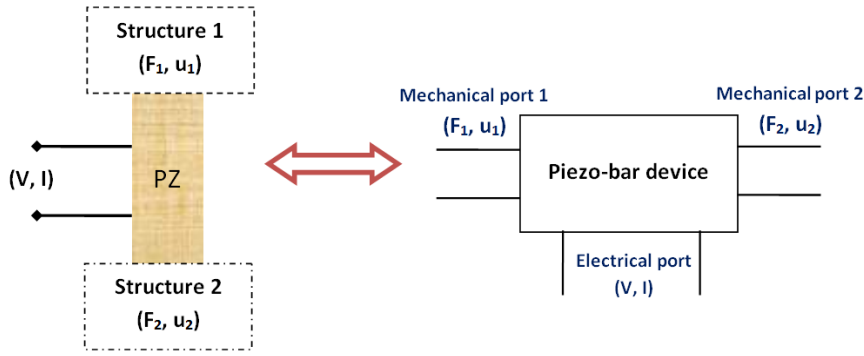 Structure 1
(F₁, u₁)
(V, I)
PZ
Structure 2
(F₂, u₂)
Mechanical port 1
(F₁, u₁)
Mechanical port 2
(F₂, u₂)
Piezo-bar device
Electrical port
(V, I)